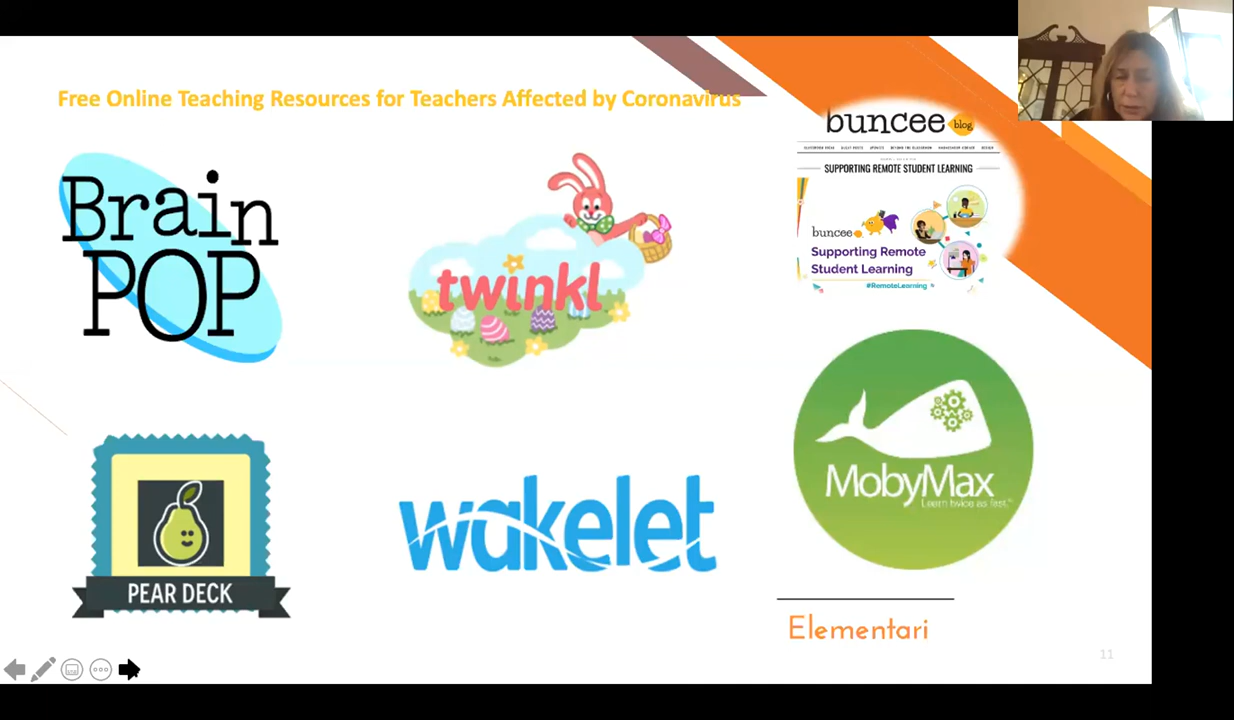 Free Online Teaching Resources for Teachers Affected by Coronavirus
Brain
POP
twinkl
buncee blog
SUPPORTING REMOTE STUDENT LEARNING
buncee
Supporting Remote
Student Learning
#RemoteLearning
PEAR DECK
wakelet
MobyMax
Learn twice as fast.
Elementari
11